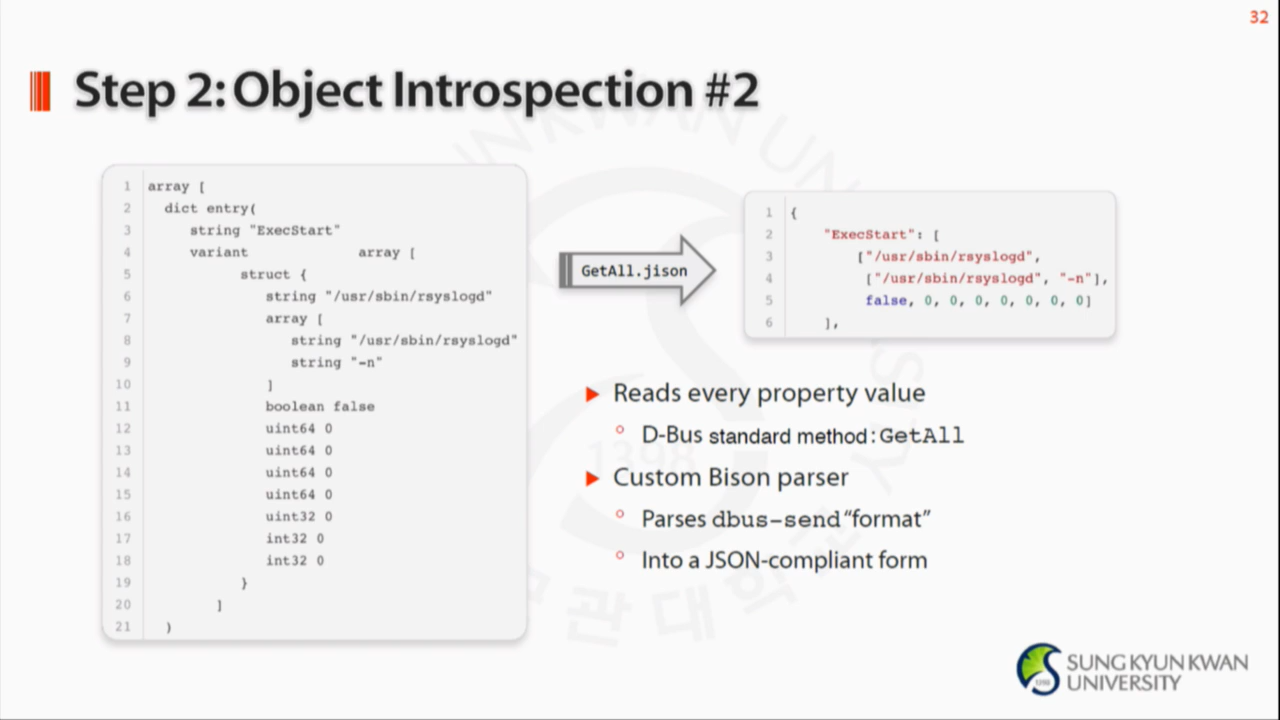 32
Step 2: Object Introspection #2
1 array [
2 dict entry(
3 string "ExecStart"
4 variant array [
5 struct {
6 string "/usr/sbin/rsyslogd"
7 array [
8 string "/usr/sbin/rsyslogd"
9 string "-n"
10 ]
11 boolean false
12 uint64 0
13 uint64 0
14 uint64 0
15 uint64 0
16 uint32 0
17 int32 0
18 int32 0
19 }
20 ]
21 )
GetAll.jison
1 {
2 "ExecStart": [
3 ["/usr/sbin/rsyslogd",
4 ["/usr/sbin/rsyslogd", "-n"],
5 false, 0, 0, 0, 0, 0, 0, 0]
6 ],
Reads every property value
D-Bus standard method: GetAll
Custom Bison parser
Parses dbus-send "format"
Into a JSON-compliant form
1398
SUNG KYUN KWAN
UNIVERSITY